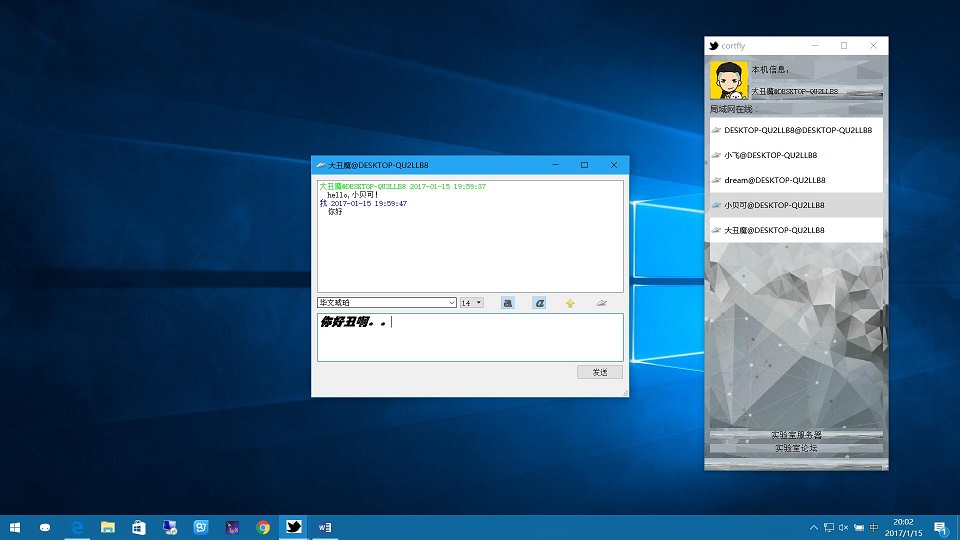 cortfly
本机信息：
大丑魔@DESKTOP-QU2LLB8
局域网在线：
DESKTOP-QU2LLB8@DESKTOP-QU2LLB8
小飞@DESKTOP-QU2LLB8
dream@DESKTOP-QU2LLB8
小贝可@DESKTOP-QU2LLB8
大丑魔@DESKTOP-QU2LLB8
实验室服务器
实验室论坛
大丑魔@DESKTOP-QU2LLB8
大丑魔@DESKTOP-QU2LLB8 2017-01-15 19:59:37
hello,小贝可!
我 2017-01-15 19:59:47
你好
华文琥珀 14 a a
你好丑啊。。
发送
中
20:02
2017/1/15
1